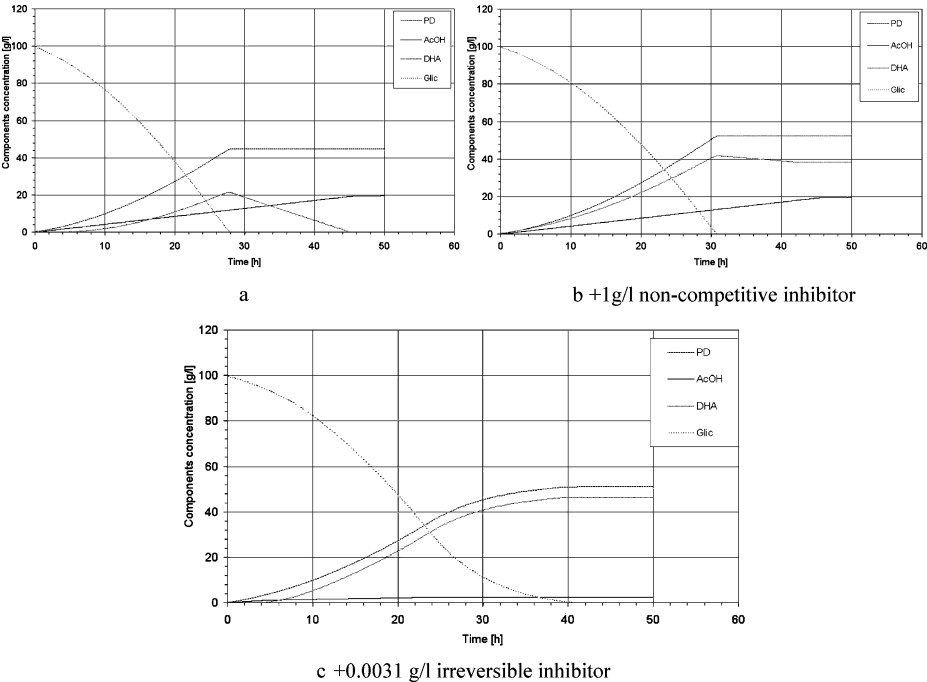 Components concentration [g/l]
120
100
80
60
40
20
0
0 10 20 30 40 50 60
Time [h]
PD
AcOH
DHA
Glic
a
Components concentration [g/l]
120
100
80
60
40
20
0
0 10 20 30 40 50 60
Time [h]
PD
AcOH
DHA
Glic
b +1g/l non-competitive inhibitor
Components concentration [g/l]
120
100
80
60
40
20
0
0 10 20 30 40 50 60
Time [h]
PD
AcOH
DHA
Glic
c +0.0031 g/l irreversible inhibitor